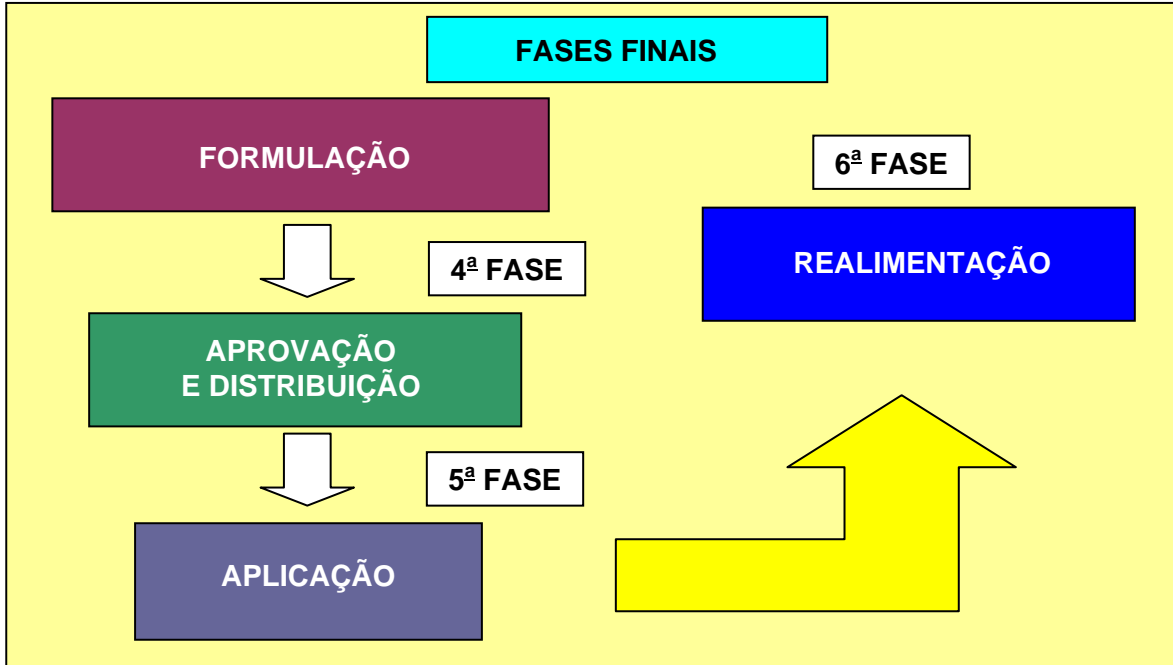 FASES FINAIS
FORMULAÇÃO
4ª FASE
APROVAÇÃO
E DISTRIBUIÇÃO
5ª FASE
APLICAÇÃO
6ª FASE
REALIMENTAÇÃO